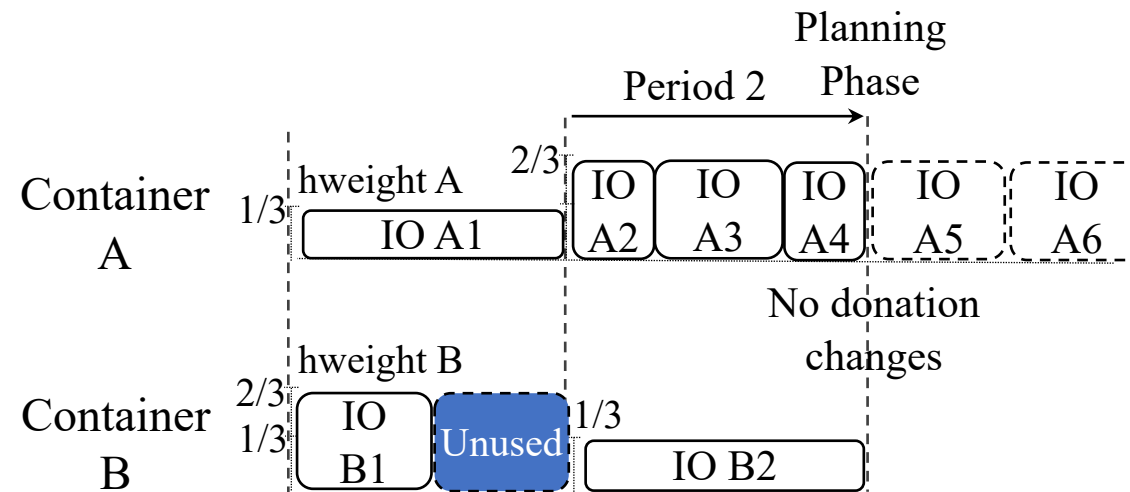 Planning
Phase
Period 2
Container
A
1/3
hweight A
IO A1
2/3
IO
A2
IO
A3
IO
A4
IO
A5
IO
A6
No donation
changes
Container
B
hweight B
2/3
1/3
IO
B1
Unused
1/3
IO B2